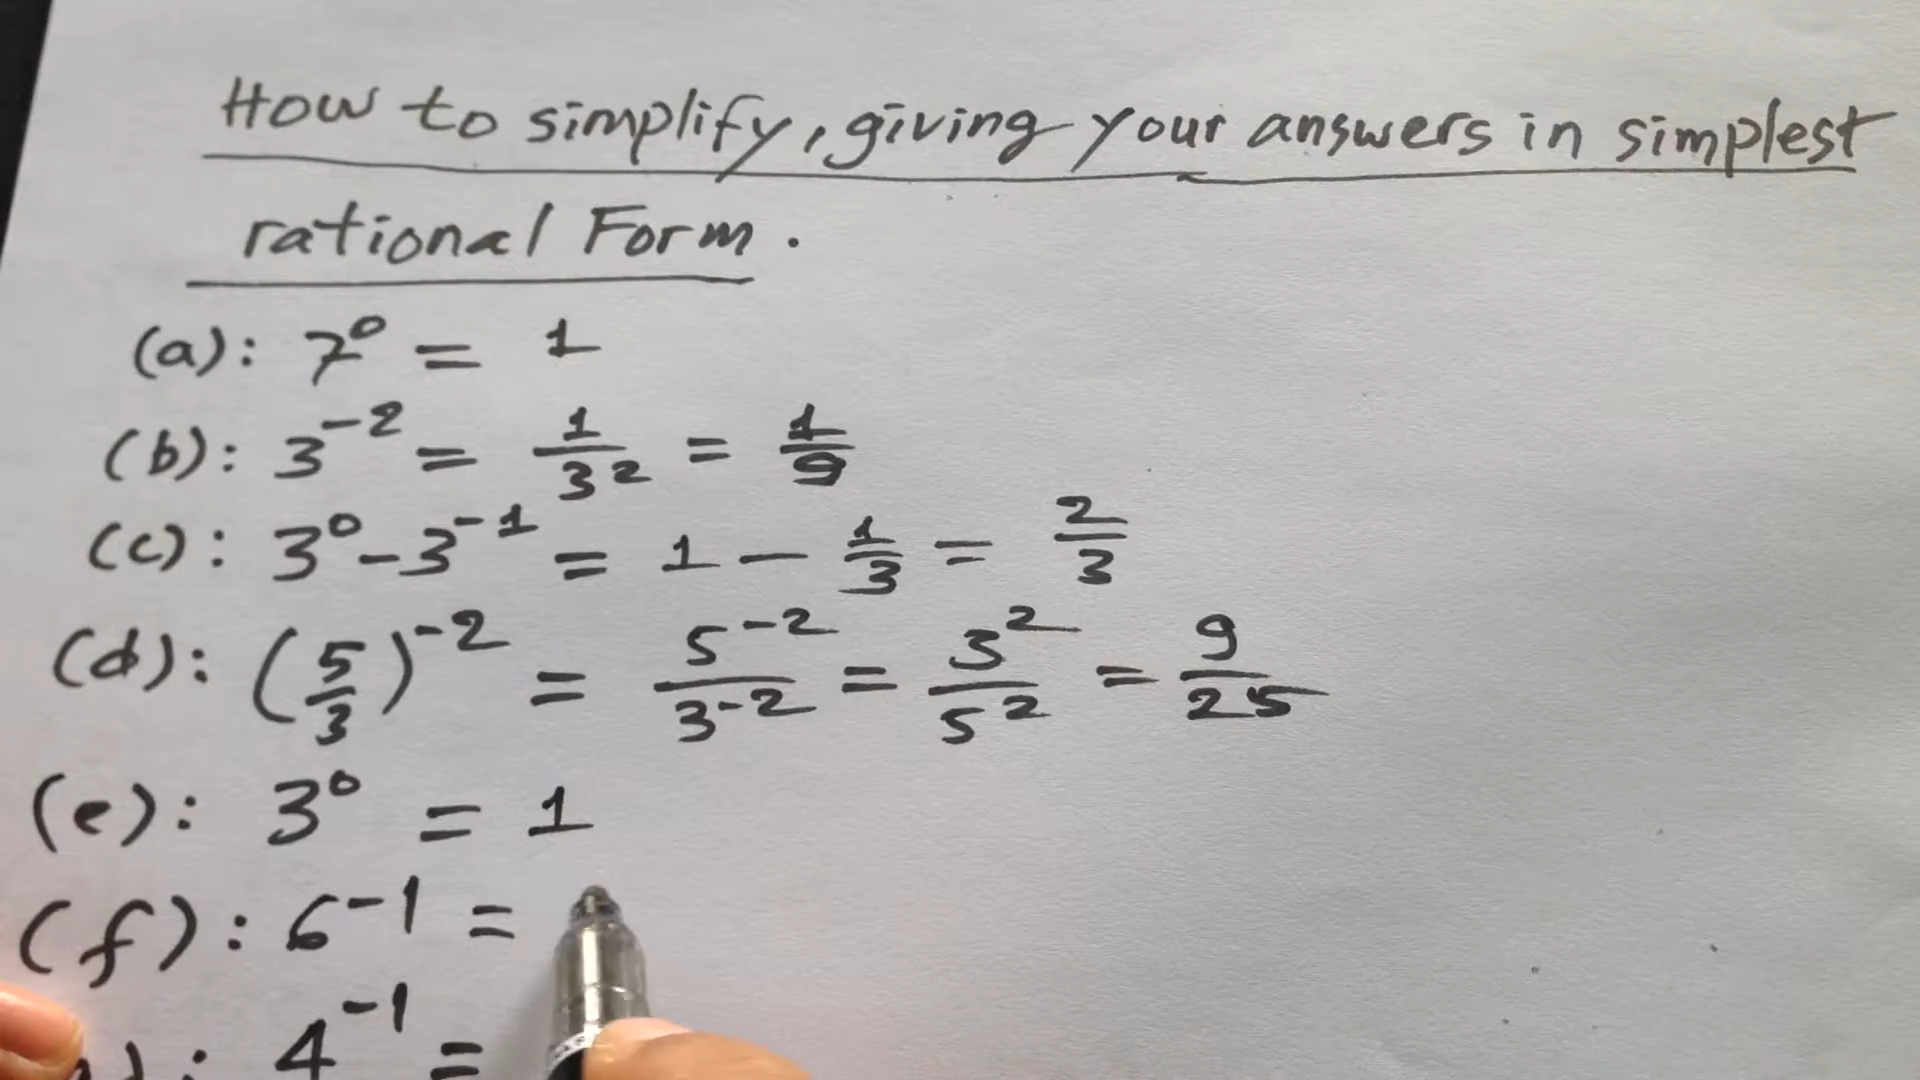 How to simplify, giving your answers in simplest
rational Form.
(a): 7⁰ = 1
(b): 3⁻² = 1/3² = 1/9
(c): 3⁰ - 3⁻¹ = 1 - 1/3 = 2/3
(d): (5/3)⁻² = 5⁻²/3⁻² = 3²/5² = 9/25
(e): 3⁰ = 1
(f): 6⁻¹ =
): 4⁻¹ =